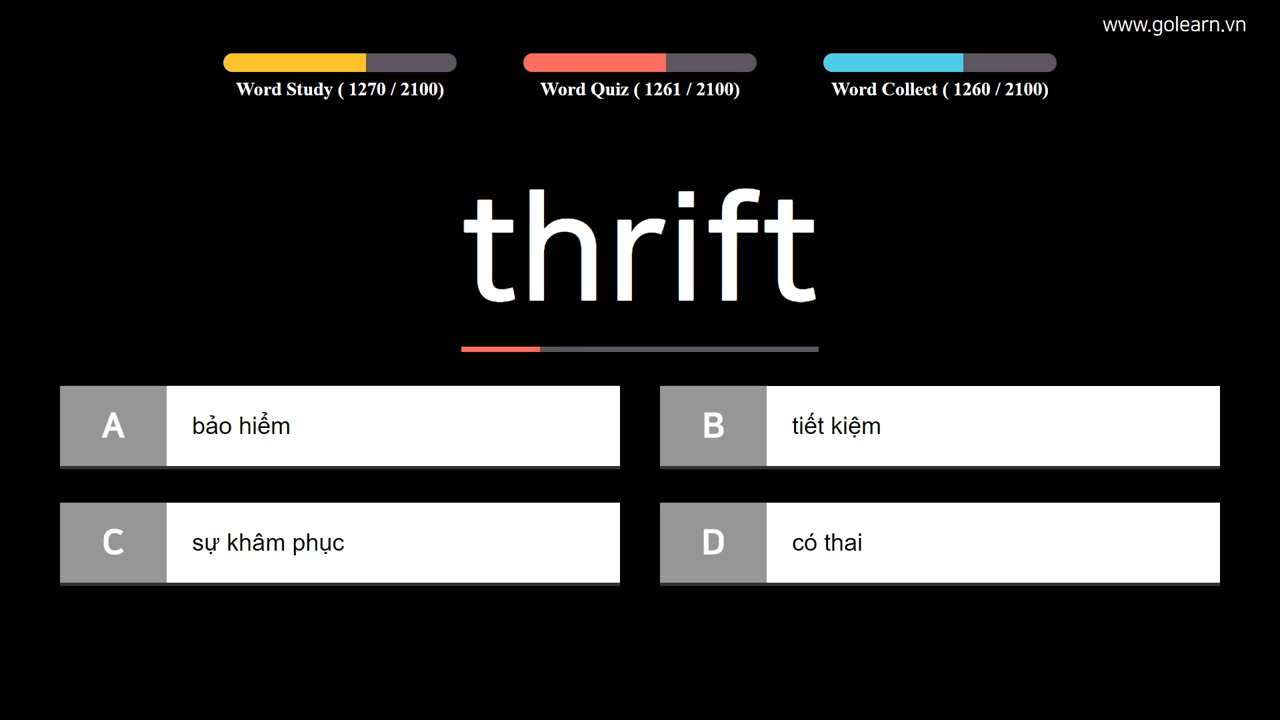 www.golearn.vn
Word Study ( 1270 / 2100)
Word Quiz ( 1261 / 2100)
Word Collect ( 1260 / 2100)
thrift
A bảo hiểm
B tiết kiệm
C sự khâm phục
D có thai